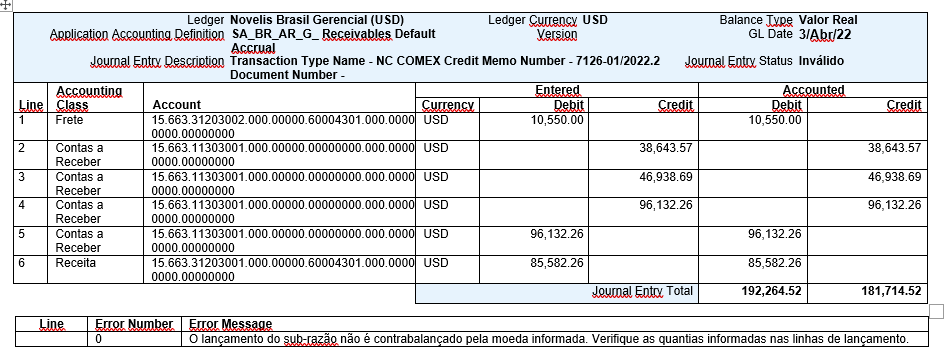 Ledger Novelis Brasil Gerencial (USD) Ledger Currency USD Balance Type Valor Real
Application Accounting Definition SA_BR_AR_G_ Receivables Default Version GL Date 3/Abr/22
Accrual
Journal Entry Description Transaction Type Name - NC COMEX Credit Memo Number - 7126-01/2022.2 Journal Entry Status Inválido
Document Number -
Entered Accounted
Line Accounting Class Account Currency Debit Credit Debit Credit
1 Frete 15.663.31203002.000.00000.60004301.000.0000 USD 10,550.00 10,550.00
0000.00000000
2 Contas a 15.663.11303001.000.00000.00000000.000.0000 USD 38,643.57 38,643.57
Receber 0000.00000000
3 Contas a 15.663.11303001.000.00000.00000000.000.0000 USD 46,938.69 46,938.69
Receber 0000.00000000
4 Contas a 15.663.11303001.000.00000.00000000.000.0000 USD 96,132.26 96,132.26
Receber 0000.00000000
5 Contas a 15.663.11303001.000.00000.00000000.000.0000 USD 96,132.26 96,132.26
Receber 0000.00000000
6 Receita 15.663.31203001.000.00000.60004301.000.0000 USD 85,582.26 85,582.26
0000.00000000
Journal Entry Total 192,264.52 181,714.52
Line Error Number Error Message
0 O lançamento do sub-razão não é contrabalançado pela moeda informada. Verifique as quantias informadas nas linhas de lançamento.